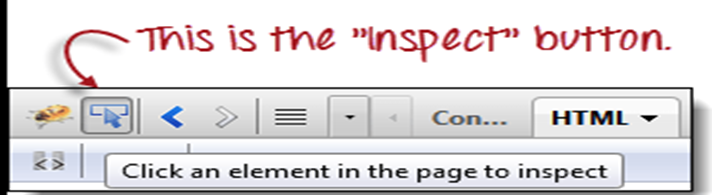 This is the "Inspect" button.
Con... HTML
Click an element in the page to inspect